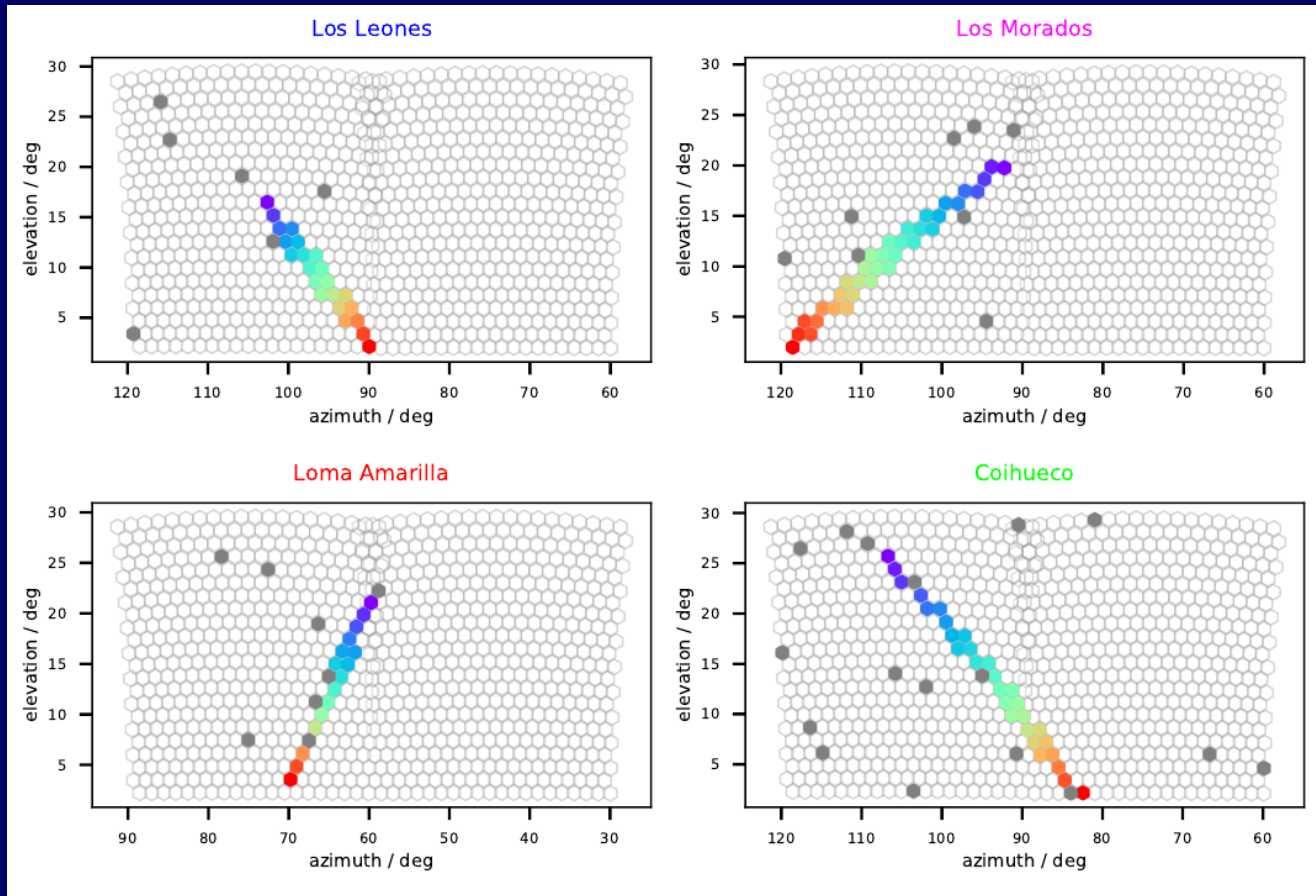 Los Leones
30
25
20
15
10
5
elevation / deg
120 110 100 90 80 70 60
azimuth / deg
Los Morados
30
25
20
15
10
5
elevation / deg
120 110 100 90 80 70 60
azimuth / deg
Loma Amarilla
30
25
20
15
10
5
elevation / deg
90 80 70 60 50 40 30
azimuth / deg
Coihueco
30
25
20
15
10
5
elevation / deg
120 110 100 90 80 70 60
azimuth / deg